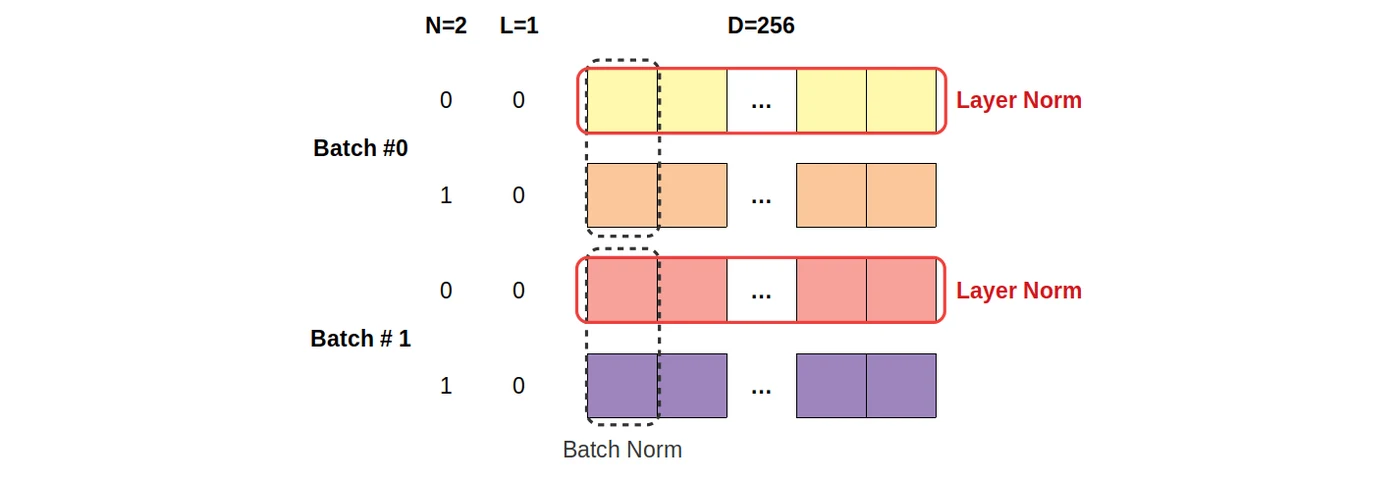 N=2 L=1 D=256
0 0 ... Layer Norm
Batch #0
1 0 ...
0 0 ... Layer Norm
Batch # 1
1 0 ...
Batch Norm